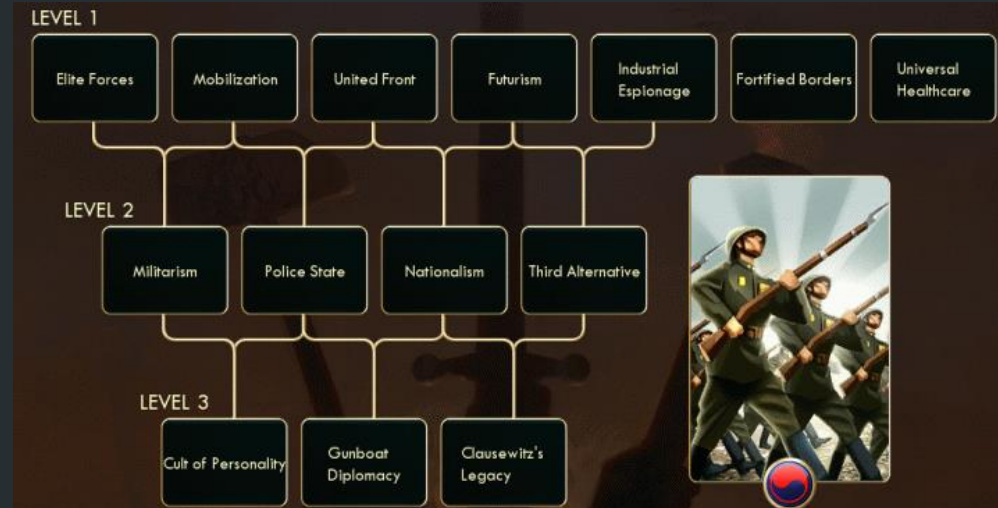 LEVEL 1
Elite Forces
Mobilization
United Front
Futurism
Industrial
Espionage
Fortified Borders
Universal
Healthcare
LEVEL 2
Militarism
Police State
Nationalism
Third Alternative
LEVEL 3
Cult of Personality
Gunboat
Diplomacy
Clausewitz's
Legacy